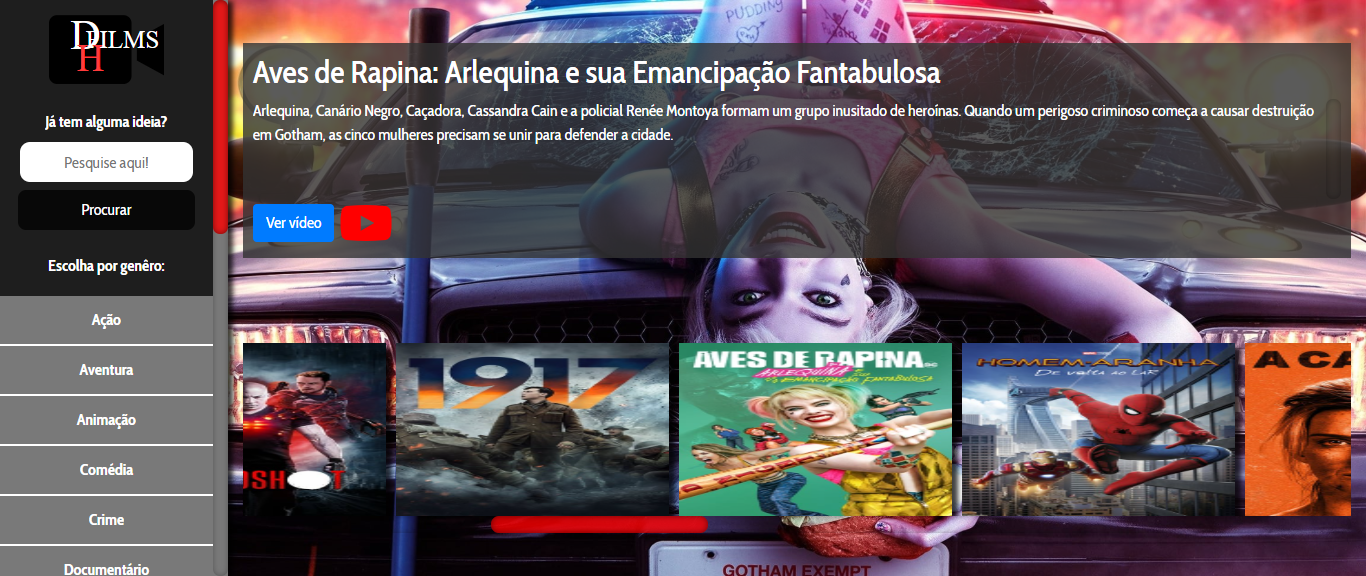 DH FILMS
Já tem alguma ideia?
Pesquise aqui!
Procurar
Escolha por genêro:
Ação
Aventura
Animação
Comédia
Crime
Documentário
PUDDING
Aves de Rapina: Arlequina e sua Emancipação Fantabulosa
Arlequina, Canário Negro, Caçadora, Cassandra Cain e a policial Renée Montoya formam um grupo inusitado de heroínas. Quando um perigoso criminoso começa a causar destruição
em Gotham, as cinco mulheres precisam se unir para defender a cidade.
Ver vídeo
OSHOT
1917
AVES DE RAPINA
ARLEQUINA E SUA
EMANCIPAÇÃO FANTABULOSA
HOMEM-ARANHA
DE VOLTA AO LAR
A CA
GOTHAM EXEMPT